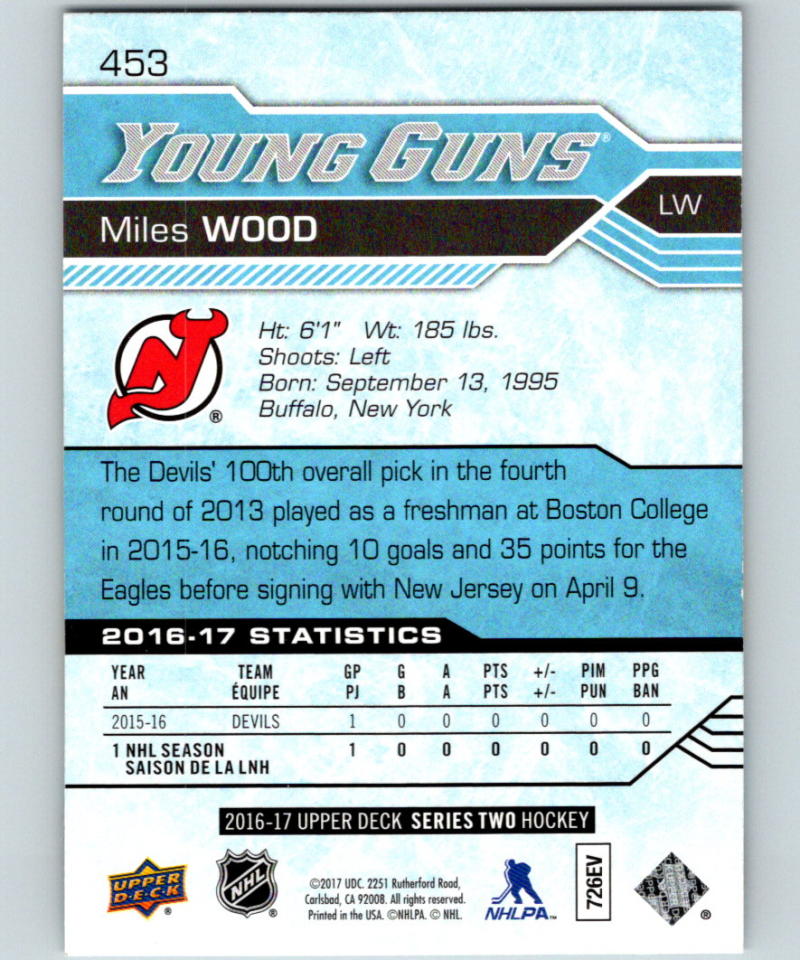 453
YOUNG GUNS®
Miles WOOD
LW
Ht: 6'1" Wt: 185 lbs.
Shoots: Left
Born: September 13, 1995
Buffalo, New York
®
The Devils' 100th overall pick in the fourth
round of 2013 played as a freshman at Boston College
in 2015-16, notching 10 goals and 35 points for the
Eagles before signing with New Jersey on April 9.
2016-17 STATISTICS
YEAR TEAM GP G A PTS +/- PIM PPG
AN ÉQUIPE PJ B A PTS +/- PUN BAN
2015-16 DEVILS 1 0 0 0 0 0 0
1 NHL SEASON 1 0 0 0 0 0 0
SAISON DE LA LNH
2016-17 UPPER DECK SERIES TWO HOCKEY
UPPER
D·E·C·K
®
NHL
®
©2017 UDC. 2251 Rutherford Road,
Carlsbad, CA 92008. All rights reserved.
Printed in the USA. ©NHLPA. © NHL.
NHLPA™
726EV
®